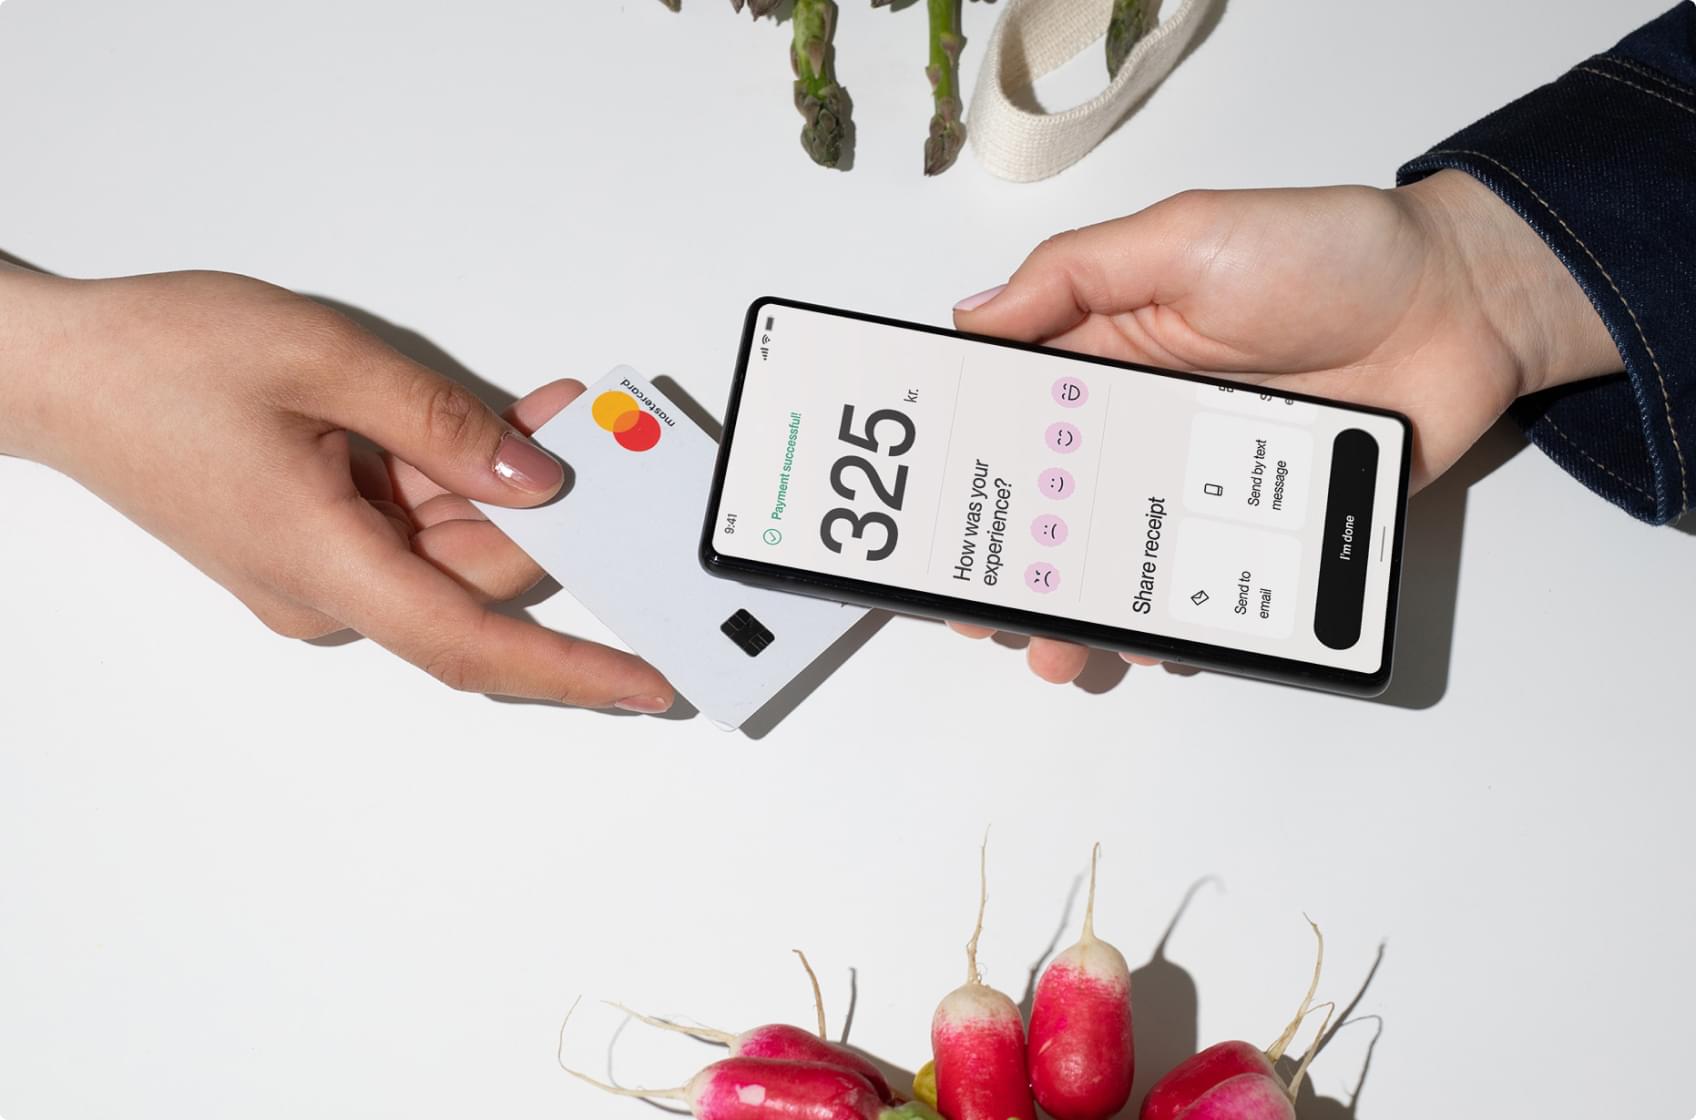 mastercard.
9:41
Payment successful!
325 kr.
How was your
experience?
Share receipt
Send to
email
Send by text
message
I'm done